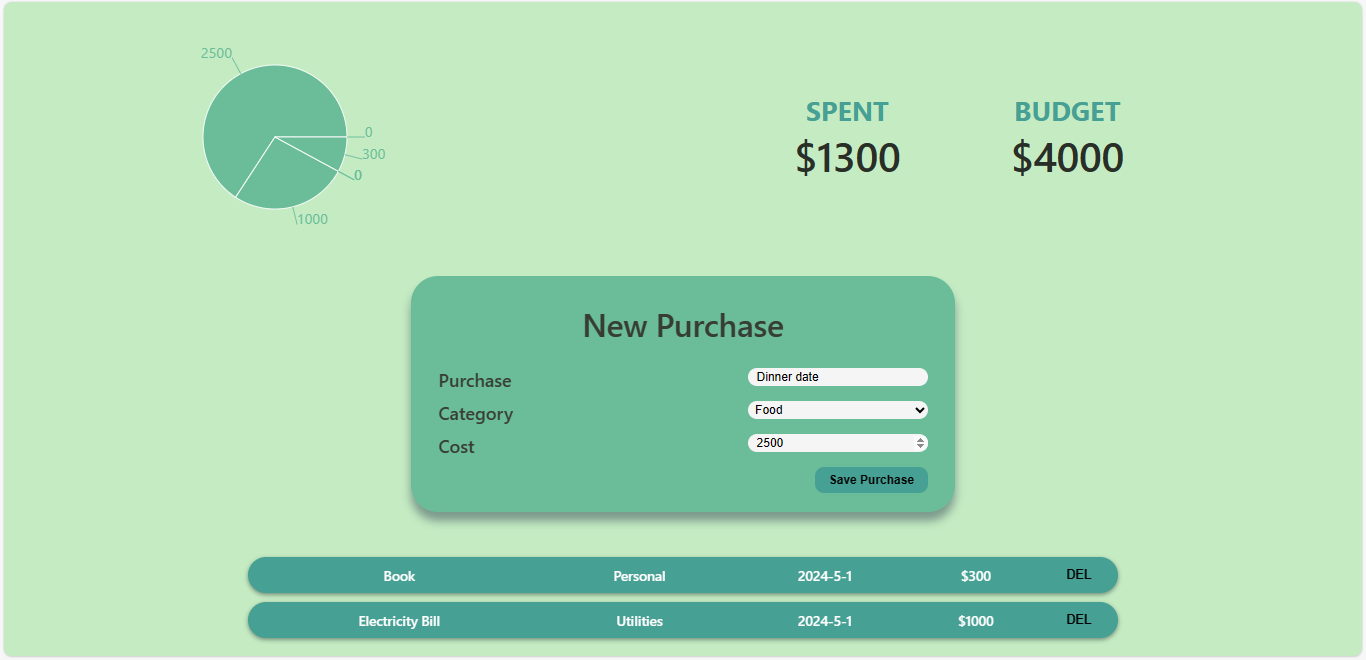 2500
0
300
0
1000
SPENT
$1300
BUDGET
$4000
New Purchase
Purchase
Dinner date
Category
Food
Cost
2500
Save Purchase
Book Personal 2024-5-1 $300 DEL
Electricity Bill Utilities 2024-5-1 $1000 DEL